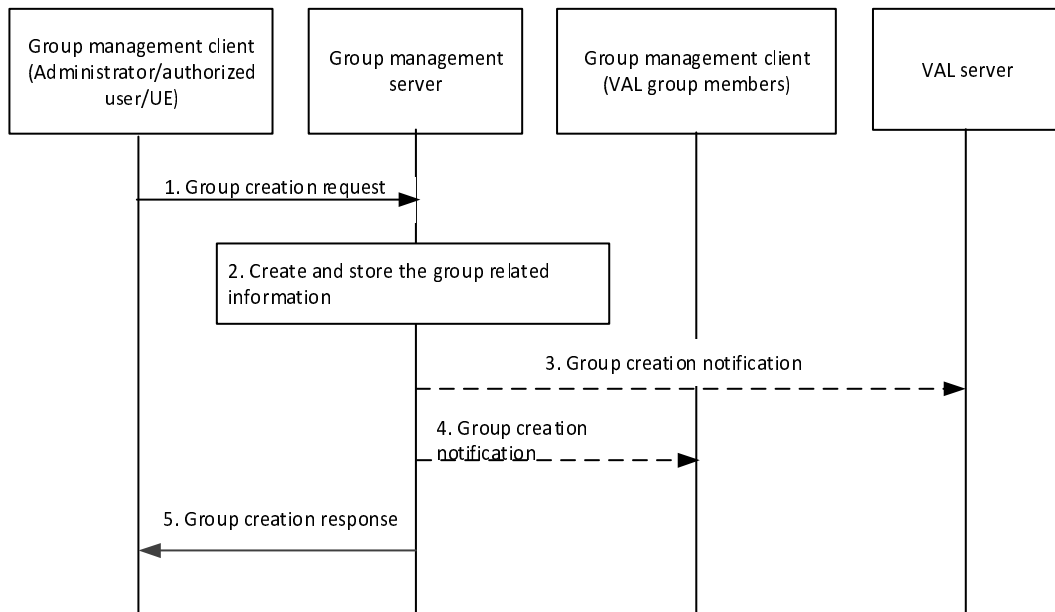 Group management client
(Administrator/authorized
user/UE)
Group management
server
Group management client
(VAL group members)
VAL server
1. Group creation request
2. Create and store the group related
information
3. Group creation notification
4. Group creation
notification
5. Group creation response